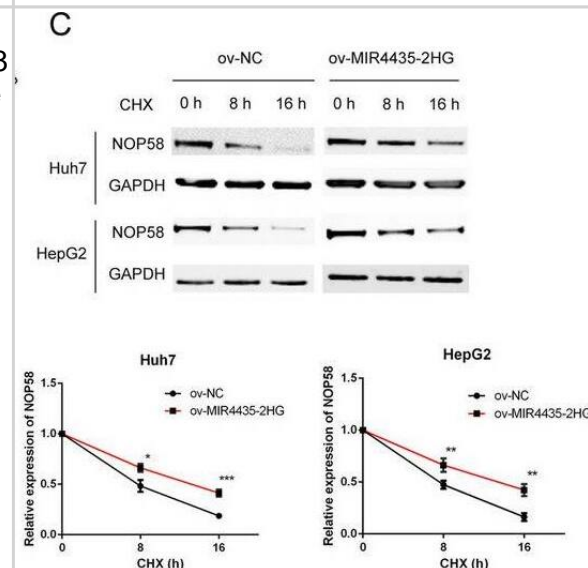 C
B
ov-NC ov-MIR4435-2HG
CHX 0 h 8 h 16 h 0 h 8 h 16 h
Huh7
NOP58
GAPDH
HepG2
NOP58
GAPDH
Huh7
Relative expression of NOP58
1.5
1.0
0.5
0.0
ov-NC
ov-MIR4435-2HG
*
***
0 8 16
CHX (h)
HepG2
Relative expression of NOP58
1.5
1.0
0.5
0.0
ov-NC
ov-MIR4435-2HG
**
**
0 8 16
CHX (h)